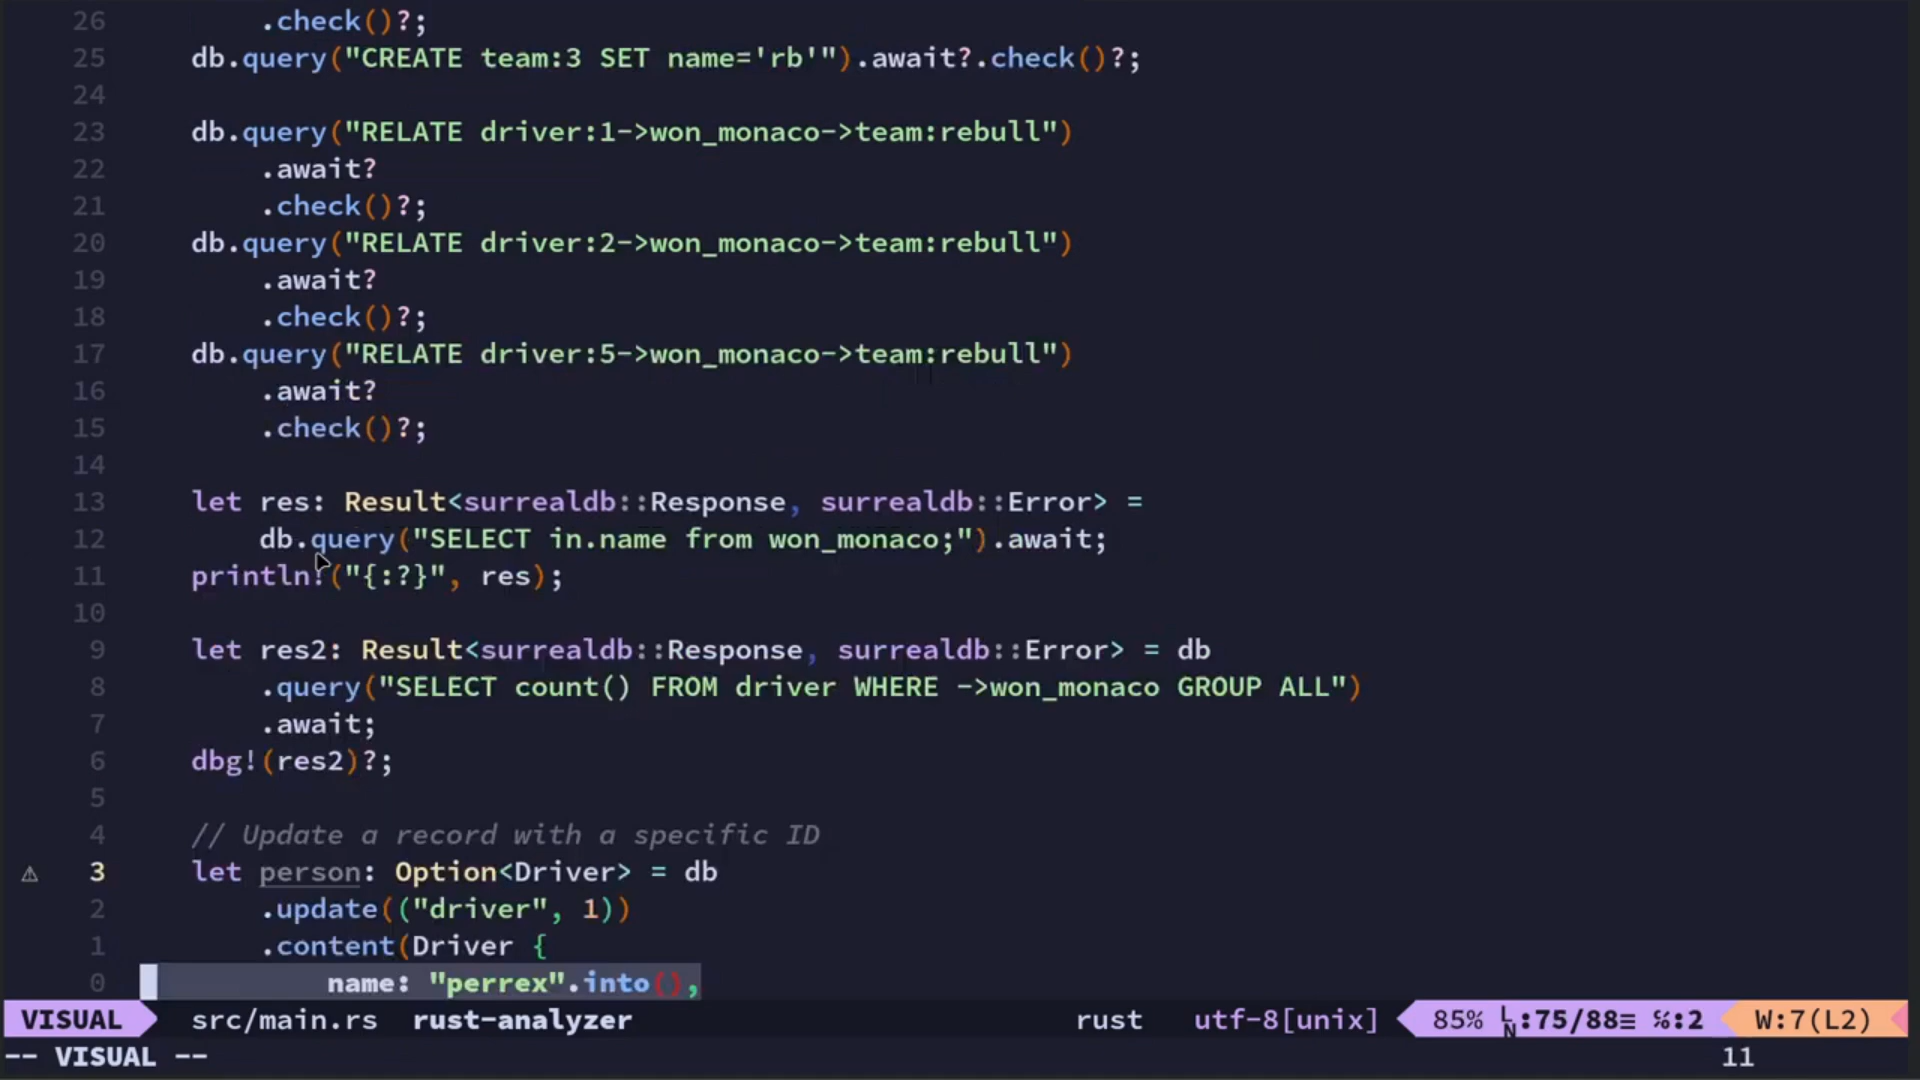 26 .check()?;
25 db.query("CREATE team:3 SET name='rb'").await?.check()?;
24
23 db.query("RELATE driver:1->won_monaco->team:rebull")
22 .await?
21 .check()?;
20 db.query("RELATE driver:2->won_monaco->team:rebull")
19 .await?
18 .check()?;
17 db.query("RELATE driver:5->won_monaco->team:rebull")
16 .await?
15 .check()?;
14
13 let res: Result<surrealdb::Response, surrealdb::Error> =
12 db.query("SELECT in.name from won_monaco;").await;
11 println!("{:?}", res);
10
9 let res2: Result<surrealdb::Response, surrealdb::Error> = db
8 .query("SELECT count() FROM driver WHERE ->won_monaco GROUP ALL")
7 .await;
6 dbg!(res2)?;
5
4 // Update a record with a specific ID
⚠ 3 let person: Option<Driver> = db
2 .update(("driver", 1))
1 .content(Driver {
0 name: "perrex".into(),
VISUAL src/main.rs rust-analyzer rust utf-8[unix] 85% ㏑:75/88≡ ℅:2 W:7(L2)
-- VISUAL -- 11